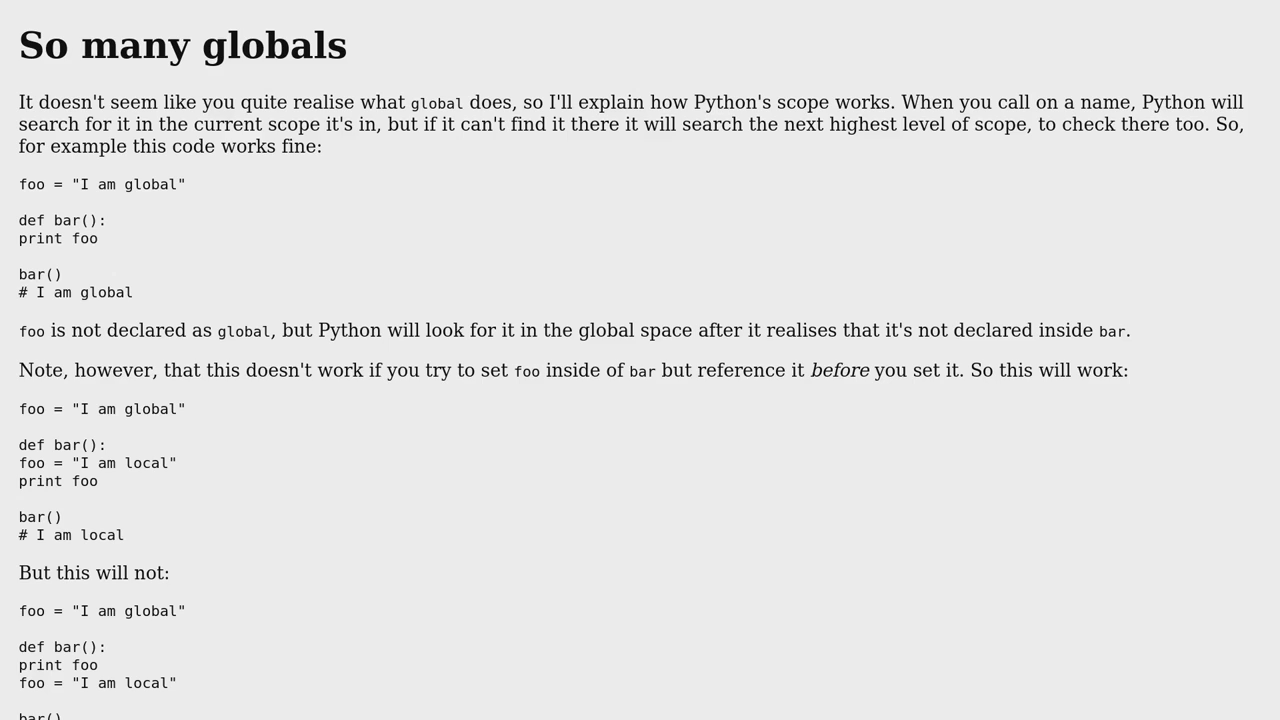 So many globals
It doesn't seem like you quite realise what global does, so I'll explain how Python's scope works. When you call on a name, Python will
search for it in the current scope it's in, but if it can't find it there it will search the next highest level of scope, to check there too. So,
for example this code works fine:
foo = "I am global"
def bar():
print foo
bar()
# I am global
foo is not declared as global, but Python will look for it in the global space after it realises that it's not declared inside bar.
Note, however, that this doesn't work if you try to set foo inside of bar but reference it before you set it. So this will work:
foo = "I am global"
def bar():
foo = "I am local"
print foo
bar()
# I am local
But this will not:
foo = "I am global"
def bar():
print foo
foo = "I am local"
bar()